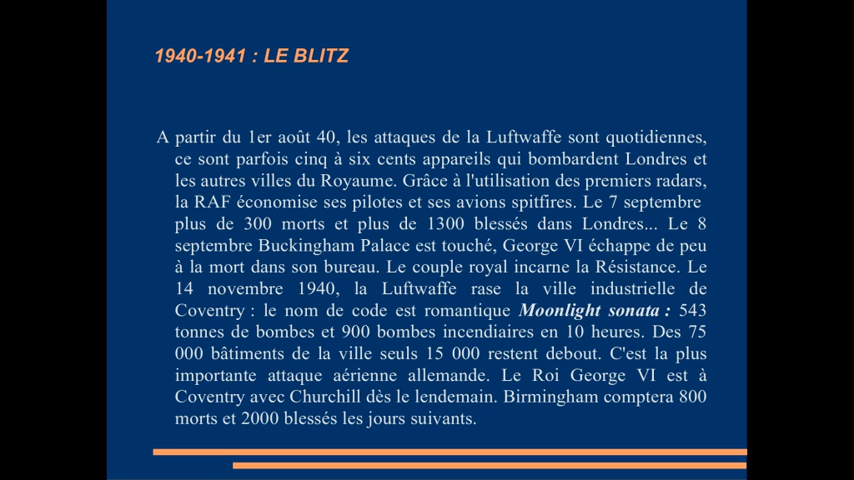 1940-1941 : LE BLITZ
A partir du 1er août 40, les attaques de la Luftwaffe sont quotidiennes,
ce sont parfois cinq à six cents appareils qui bombardent Londres et
les autres villes du Royaume. Grâce à l'utilisation des premiers radars,
la RAF économise ses pilotes et ses avions spitfires. Le 7 septembre
plus de 300 morts et plus de 1300 blessés dans Londres... Le 8
septembre Buckingham Palace est touché, George VI échappe de peu
à la mort dans son bureau. Le couple royal incarne la Résistance. Le
14 novembre 1940, la Luftwaffe rase la ville industrielle de
Coventry : le nom de code est romantique Moonlight sonata : 543
tonnes de bombes et 900 bombes incendiaires en 10 heures. Des 75
000 bâtiments de la ville seuls 15 000 restent debout. C'est la plus
importante attaque aérienne allemande. Le Roi George VI est à
Coventry avec Churchill dès le lendemain. Birmingham comptera 800
morts et 2000 blessés les jours suivants.